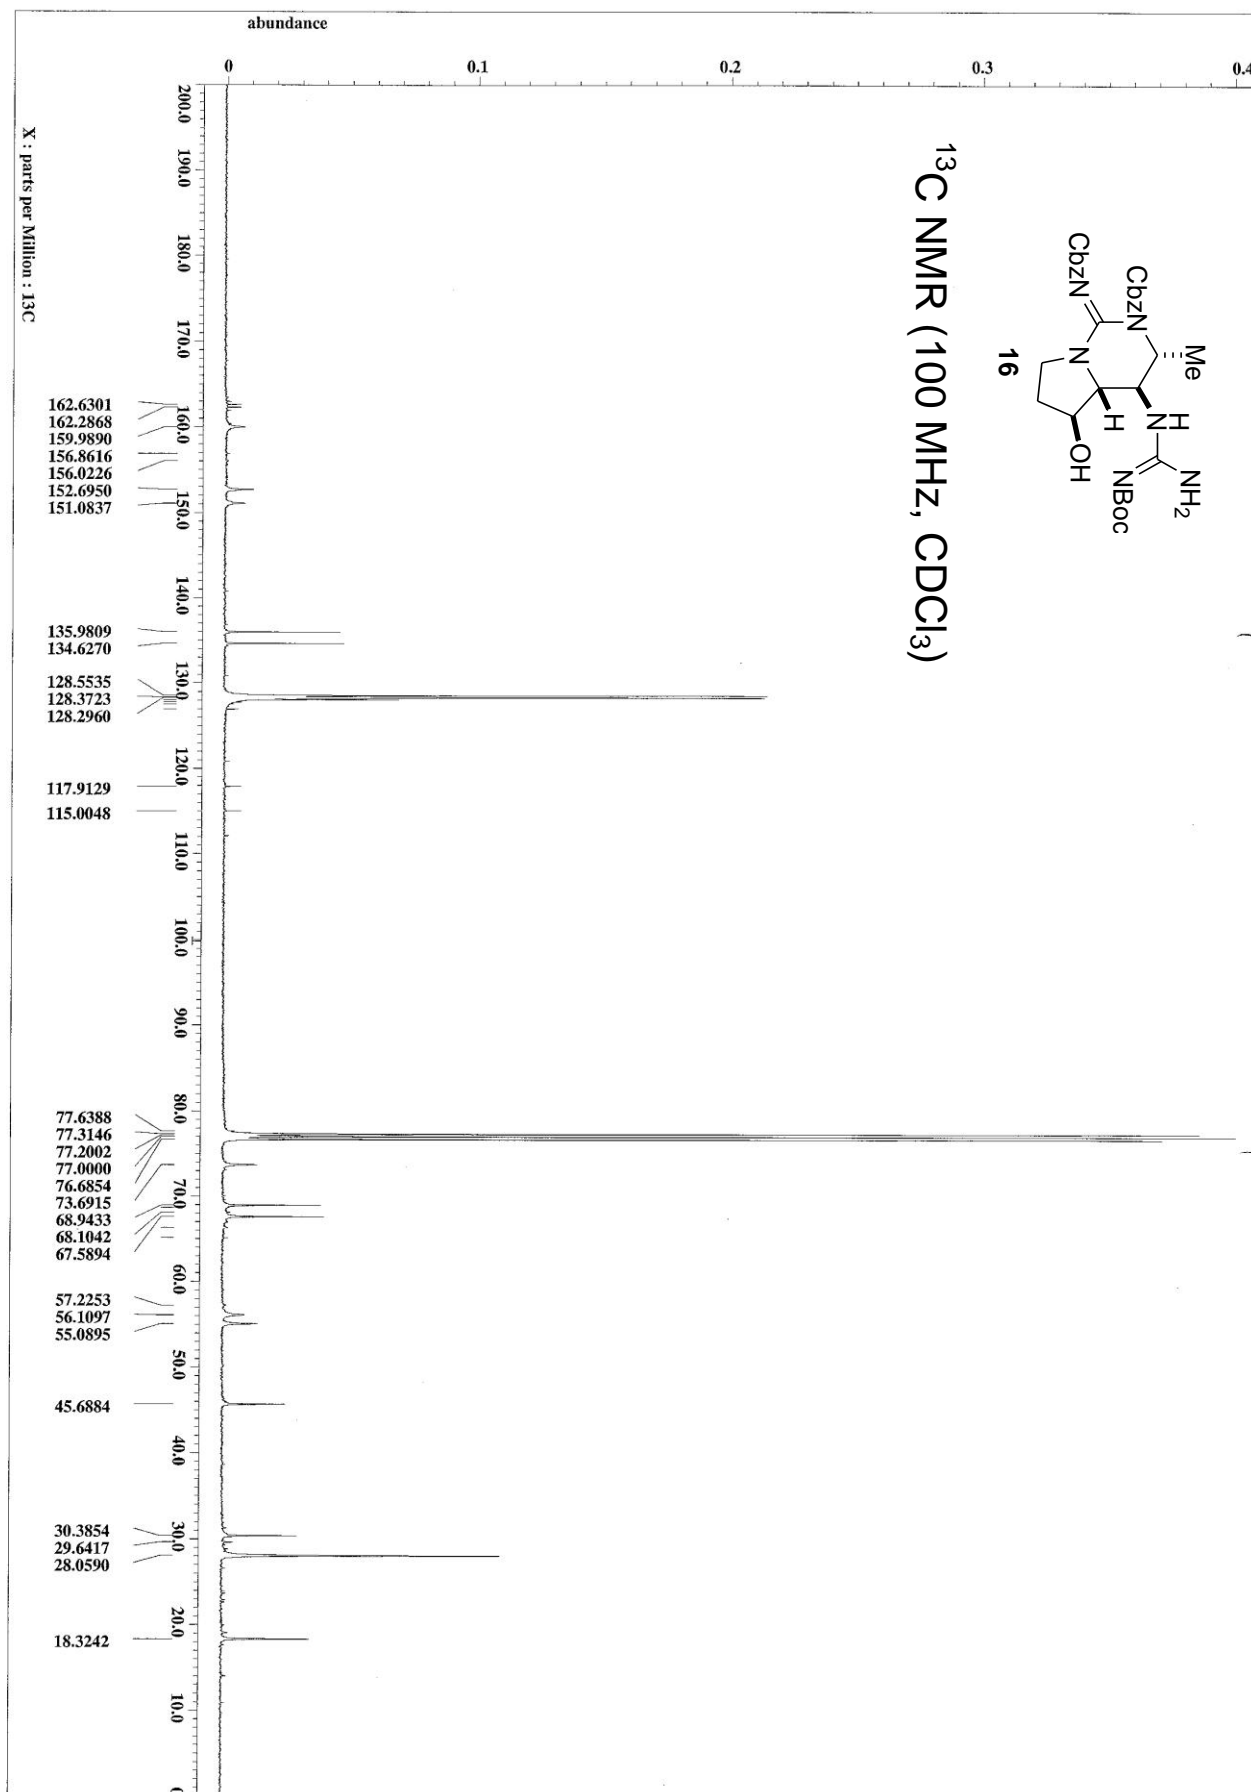 abundance
0 0.1 0.2 0.3 0.4
X : parts per Million : 13C
200.0 190.0 180.0 170.0 160.0 150.0 140.0 130.0 120.0 110.0 100.0 90.0 80.0 70.0 60.0 50.0 40.0 30.0 20.0 10.0 0
162.6301
162.2868
159.9890
156.8616
156.0226
152.6950
151.0837
135.9809
134.6270
128.5535
128.3723
128.2960
117.9129
115.0048
77.6388
77.3146
77.2002
77.0000
76.6854
73.6915
68.9433
68.1042
67.5894
57.2253
56.1097
55.0895
45.6884
30.3854
29.6417
28.0590
18.3242
CbzN
CbzN
Me
N
H
H
N
OH
NBoc
NH2
16
13C NMR (100 MHz, CDCl3)